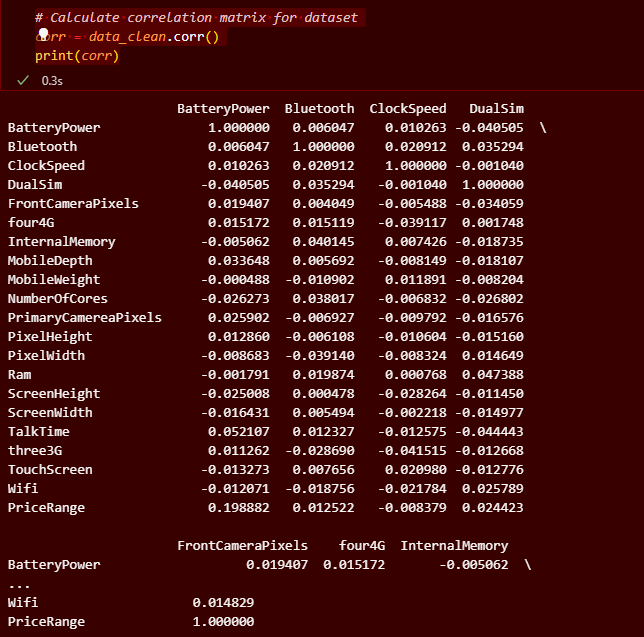 # Calculate correlation matrix for dataset
corr = data_clean.corr()
print(corr)
0.3s
BatteryPower Bluetooth ClockSpeed DualSim
BatteryPower 1.000000 0.006047 0.010263 -0.040505 \
Bluetooth 0.006047 1.000000 0.020912 0.035294
ClockSpeed 0.010263 0.020912 1.000000 -0.001040
DualSim -0.040505 0.035294 -0.001040 1.000000
FrontCameraPixels 0.019407 0.004049 -0.005488 -0.034059
four4G 0.015172 0.015119 -0.039117 0.001748
InternalMemory -0.005062 0.040145 0.007426 -0.018735
MobileDepth 0.033648 0.005692 -0.008149 -0.018107
MobileWeight -0.000488 -0.010902 0.011891 -0.008204
NumberOfCores -0.026273 0.038017 -0.006832 -0.026802
PrimaryCamereaPixels 0.025902 -0.006927 -0.009792 -0.016576
PixelHeight 0.012860 -0.006108 -0.010604 -0.015160
PixelWidth -0.008683 -0.039140 -0.008324 0.014649
Ram -0.001791 0.019874 0.000768 0.047388
ScreenHeight -0.025008 0.000478 -0.028264 -0.011450
ScreenWidth -0.016431 0.005494 -0.002218 -0.014977
TalkTime 0.052107 0.012327 -0.012575 -0.044443
three3G 0.011262 -0.028690 -0.041515 -0.012668
TouchScreen -0.013273 0.007656 0.020980 -0.012776
Wifi -0.012071 -0.018756 -0.021784 0.025789
PriceRange 0.198882 0.012522 -0.008379 0.024423
FrontCameraPixels four4G InternalMemory
BatteryPower 0.019407 0.015172 -0.005062 \
...
Wifi 0.014829
PriceRange 1.000000